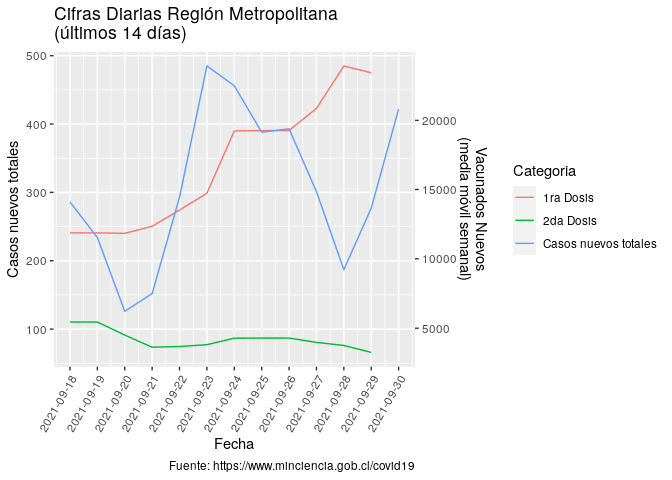 Cifras Diarias Región Metropolitana
(últimos 14 días)
500
400
300
200
100
Casos nuevos totales
20000
15000
10000
5000
Vacunados Nuevos
(media móvil semanal)
2021-09-18
2021-09-19
2021-09-20
2021-09-21
2021-09-22
2021-09-23
2021-09-24
2021-09-25
2021-09-26
2021-09-27
2021-09-28
2021-09-29
2021-09-30
Fecha
Categoria
1ra Dosis
2da Dosis
Casos nuevos totales
Fuente: https://www.minciencia.gob.cl/covid19